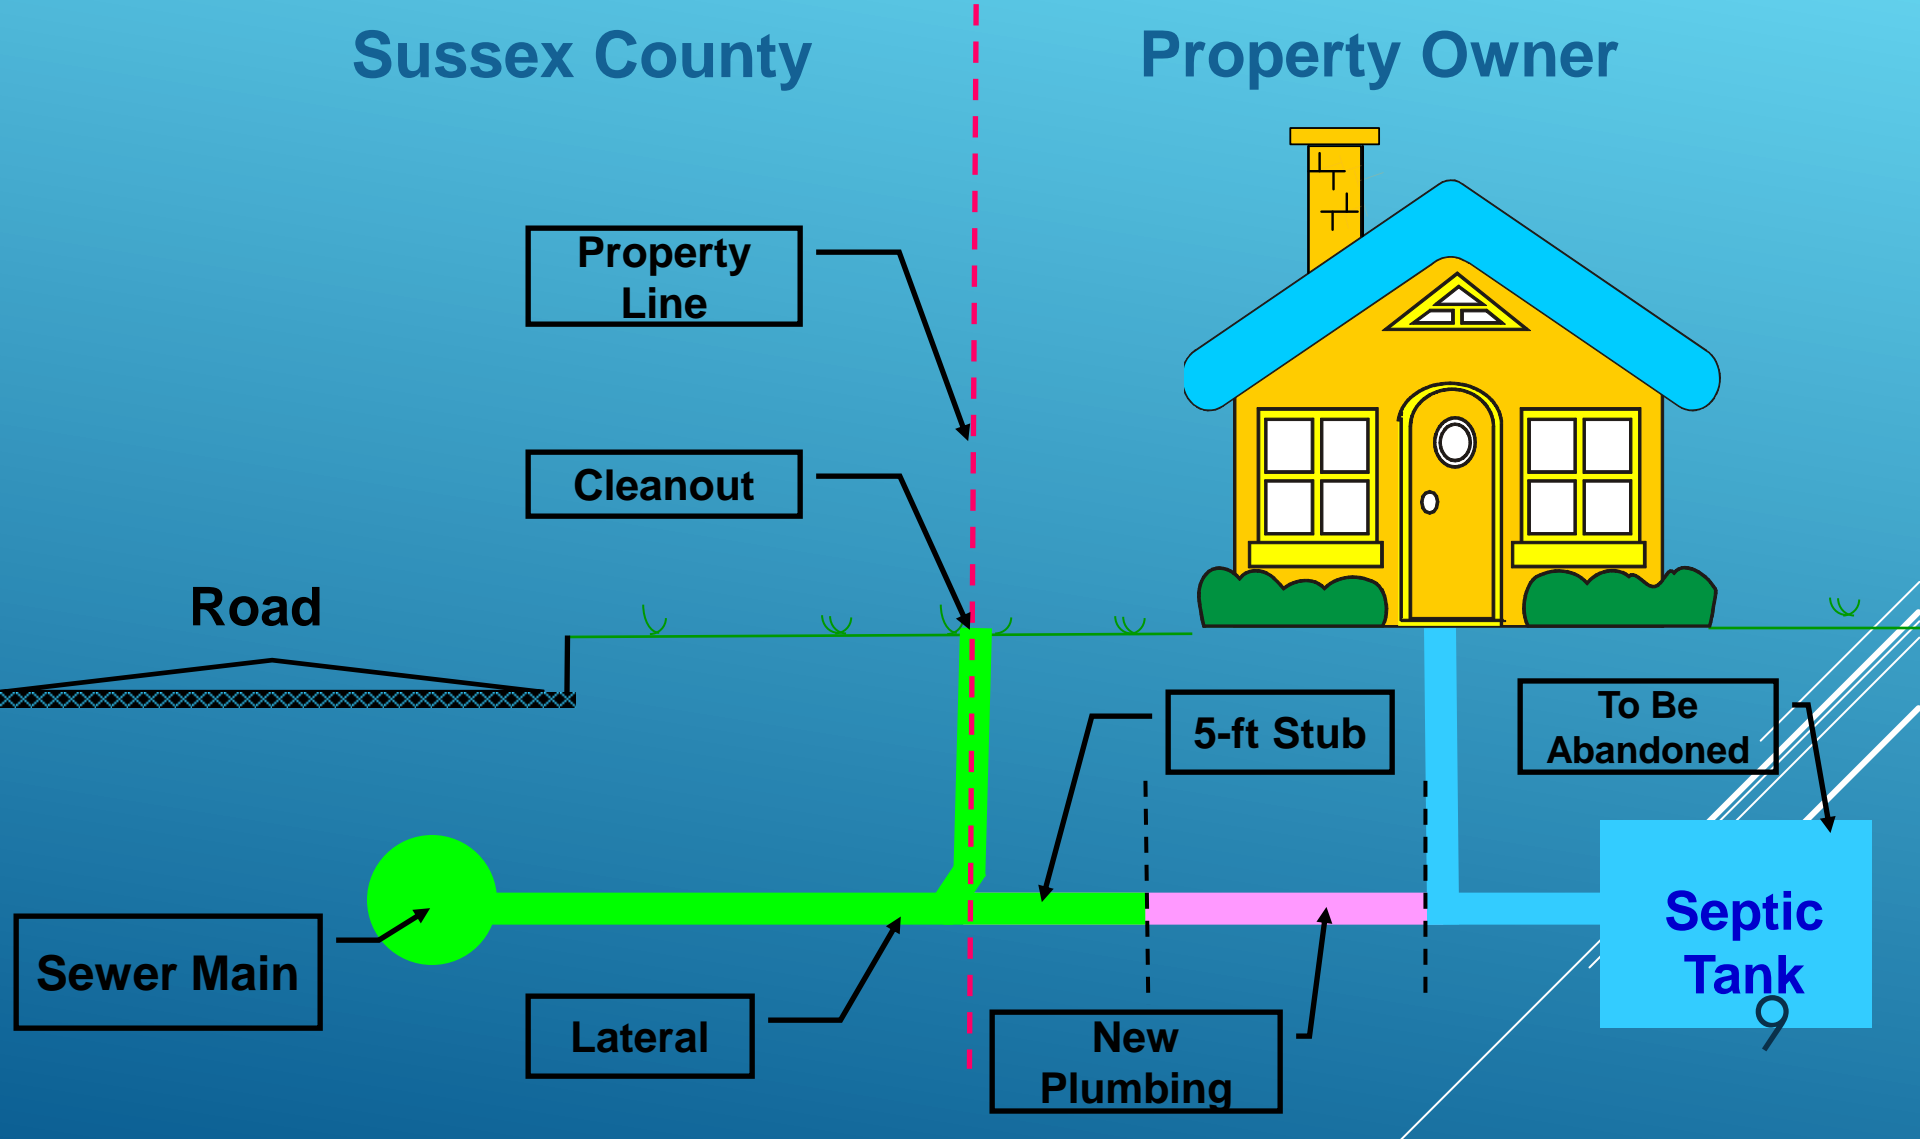 Sussex County
Property Owner
Property
Line
Cleanout
Road
5-ft Stub
To Be
Abandoned
Septic
Tank
Sewer Main
Lateral
New
Plumbing
9